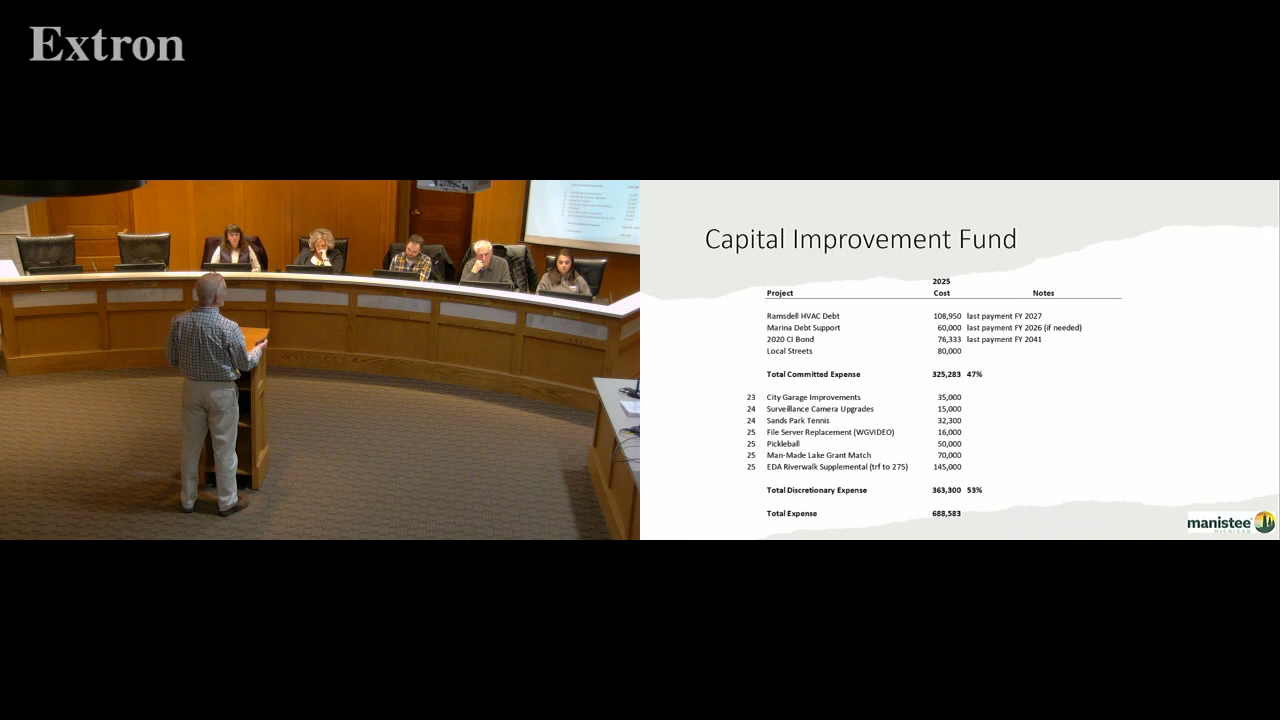 Extron
Capital Improvement Fund
2025
Project Cost Notes
Ramsdell HVAC Debt 108,950 last payment FY 2027
Marina Debt Support 60,000 last payment FY 2026 (if needed)
2020 CI Bond 76,333 last payment FY 2041
Local Streets 80,000
Total Committed Expense 325,283 47%
23 City Garage Improvements 35,000
24 Surveillance Camera Upgrades 15,000
24 Sands Park Tennis 32,300
25 File Server Replacement (WGVIDEO) 16,000
25 Pickleball 50,000
25 Man-Made Lake Grant Match 70,000
25 EDA Riverwalk Supplemental (trf to 275) 145,000
Total Discretionary Expense 363,300 53%
Total Expense 688,583
manistee
MICHIGAN